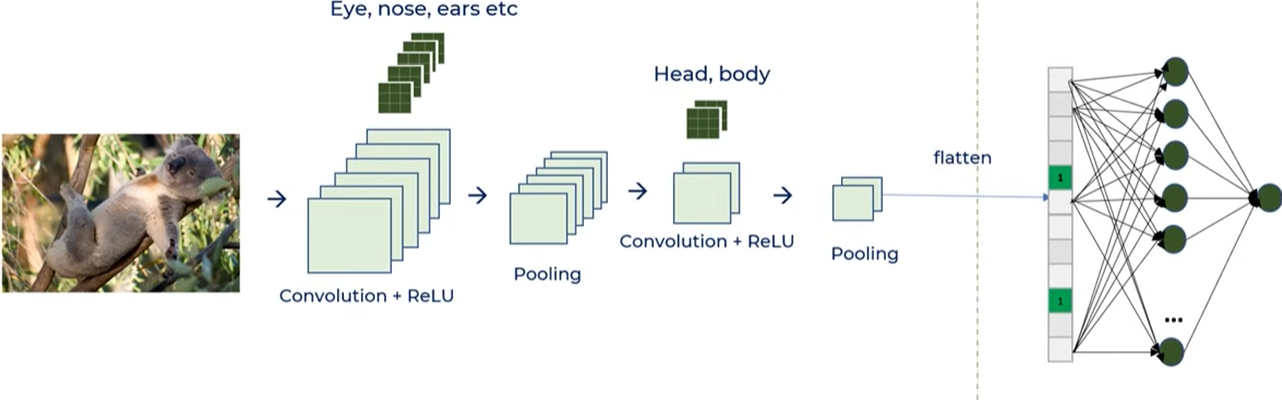 Eye, nose, ears etc
Head, body
flatten
Convolution + ReLU
Pooling
Convolution + ReLU
Pooling
1
1
...